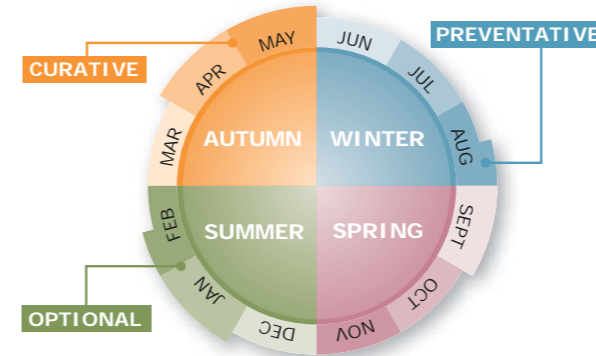 MAY
JUN
PREVENTATIVE
CURATIVE
APR
JUL
MAR
AUTUMN
WINTER
AUG
FEB
SUMMER
SPRING
SEPT
JAN
OCT
OPTIONAL
DEC
NOV